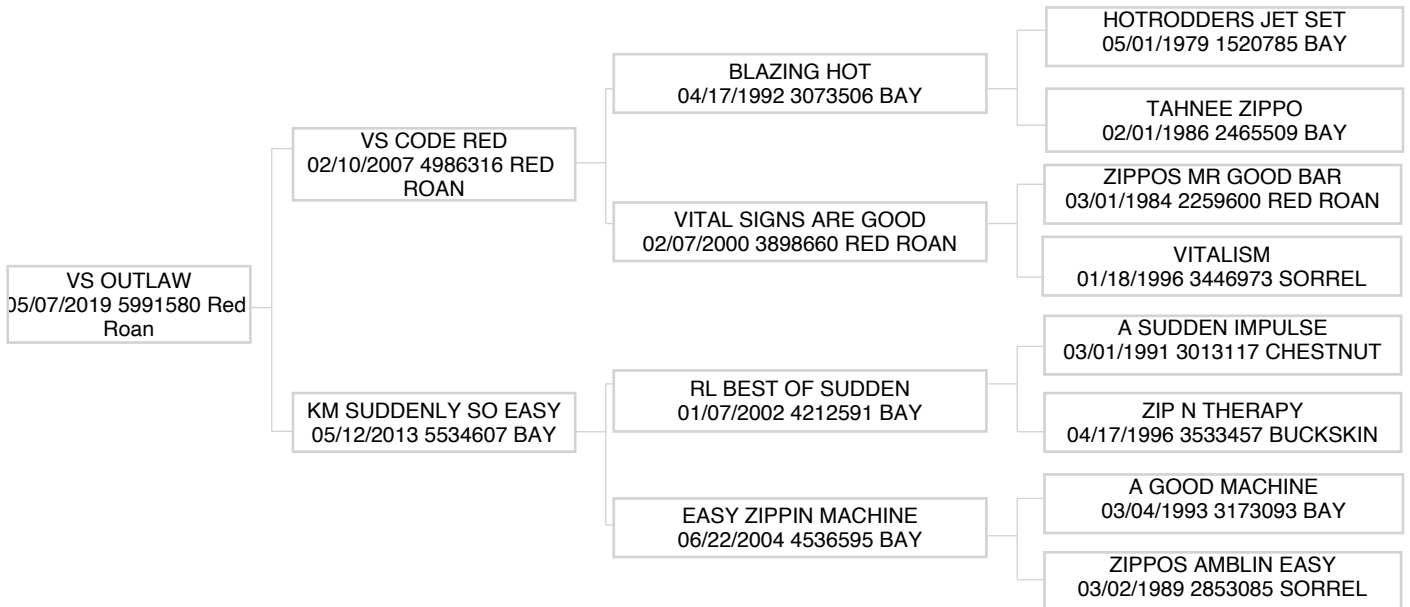 VS OUTLAW
05/07/2019 5991580 Red
Roan
VS CODE RED
02/10/2007 4986316 RED
ROAN
KM SUDDENLY SO EASY
05/12/2013 5534607 BAY
BLAZING HOT
04/17/1992 3073506 BAY
VITAL SIGNS ARE GOOD
02/07/2000 3898660 RED ROAN
RL BEST OF SUDDEN
01/07/2002 4212591 BAY
EASY ZIPPIN MACHINE
06/22/2004 4536595 BAY
HOTRODDERS JET SET
05/01/1979 1520785 BAY
TAHNEE ZIPPO
02/01/1986 2465509 BAY
ZIPPOS MR GOOD BAR
03/01/1984 2259600 RED ROAN
VITALISM
01/18/1996 3446973 SORREL
A SUDDEN IMPULSE
03/01/1991 3013117 CHESTNUT
ZIP N THERAPY
04/17/1996 3533457 BUCKSKIN
A GOOD MACHINE
03/04/1993 3173093 BAY
ZIPPOS AMBLIN EASY
03/02/1989 2853085 SORREL